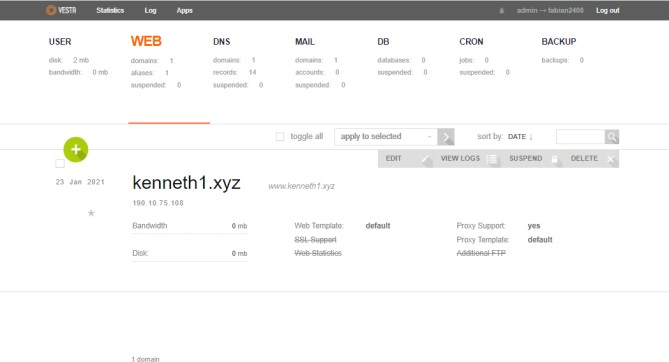 VESTA Statistics Log Apps admin → fabian2408 Log out
USER WEB DNS MAIL DB CRON BACKUP
disk: 2 mb domains: 1 domains: 1 domains: 1 databases: 0 jobs: 0 backups: 0
bandwidth: 0 mb aliases: 1 records: 14 accounts: 0 suspended: 0 suspended: 0
suspended: 0 suspended: 0 suspended: 0
toggle all apply to selected sort by: DATE ↓
EDIT VIEW LOGS SUSPEND DELETE
23 Jan 2021 kenneth1.xyz www.kenneth1.xyz
190.10.75.108
Bandwidth 0 mb Web Template: default Proxy Support: yes
SSL Support Proxy Template: default
Disk: 0 mb Web Statistics Additional FTP
1 domain